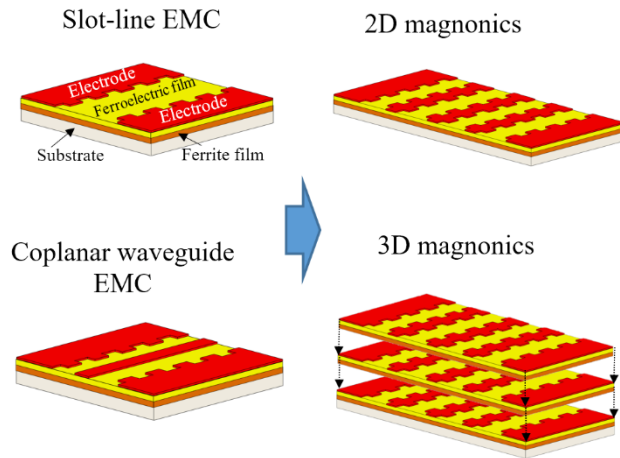 Slot-line EMC
Electrode
Ferroelectric film
Electrode
Substrate
Ferrite film
2D magnonics
Coplanar waveguide
EMC
3D magnonics